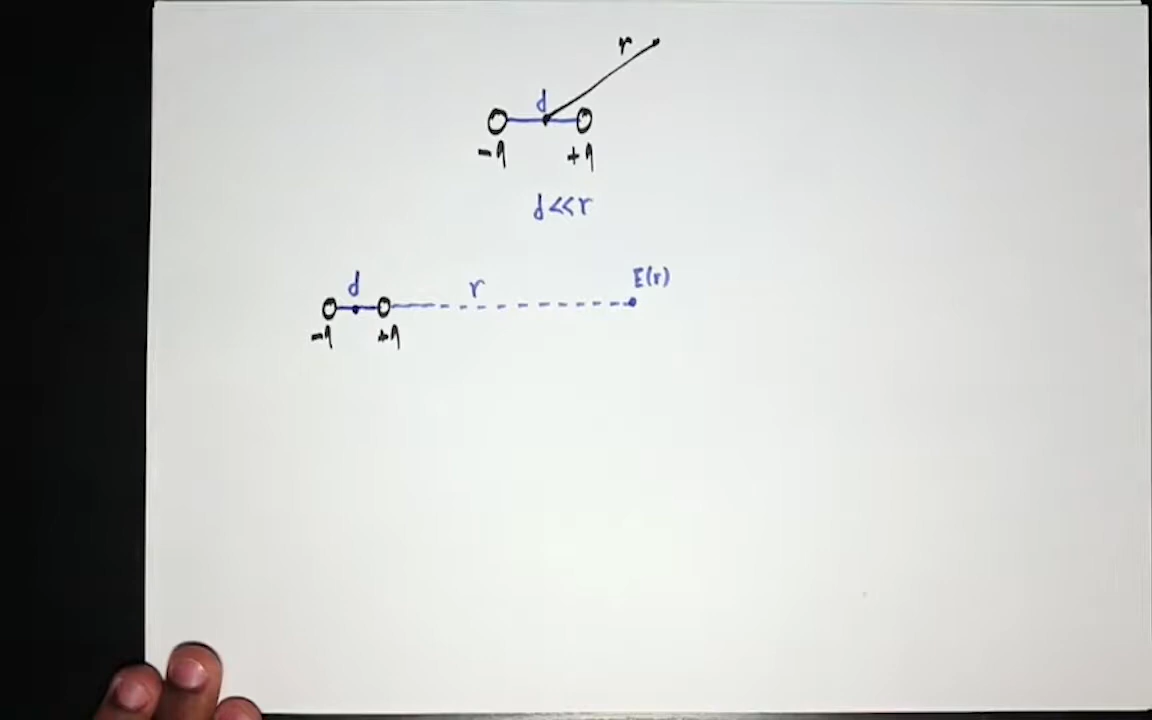 r
d
-q +q
d<<r
d r E(r)
-q +q